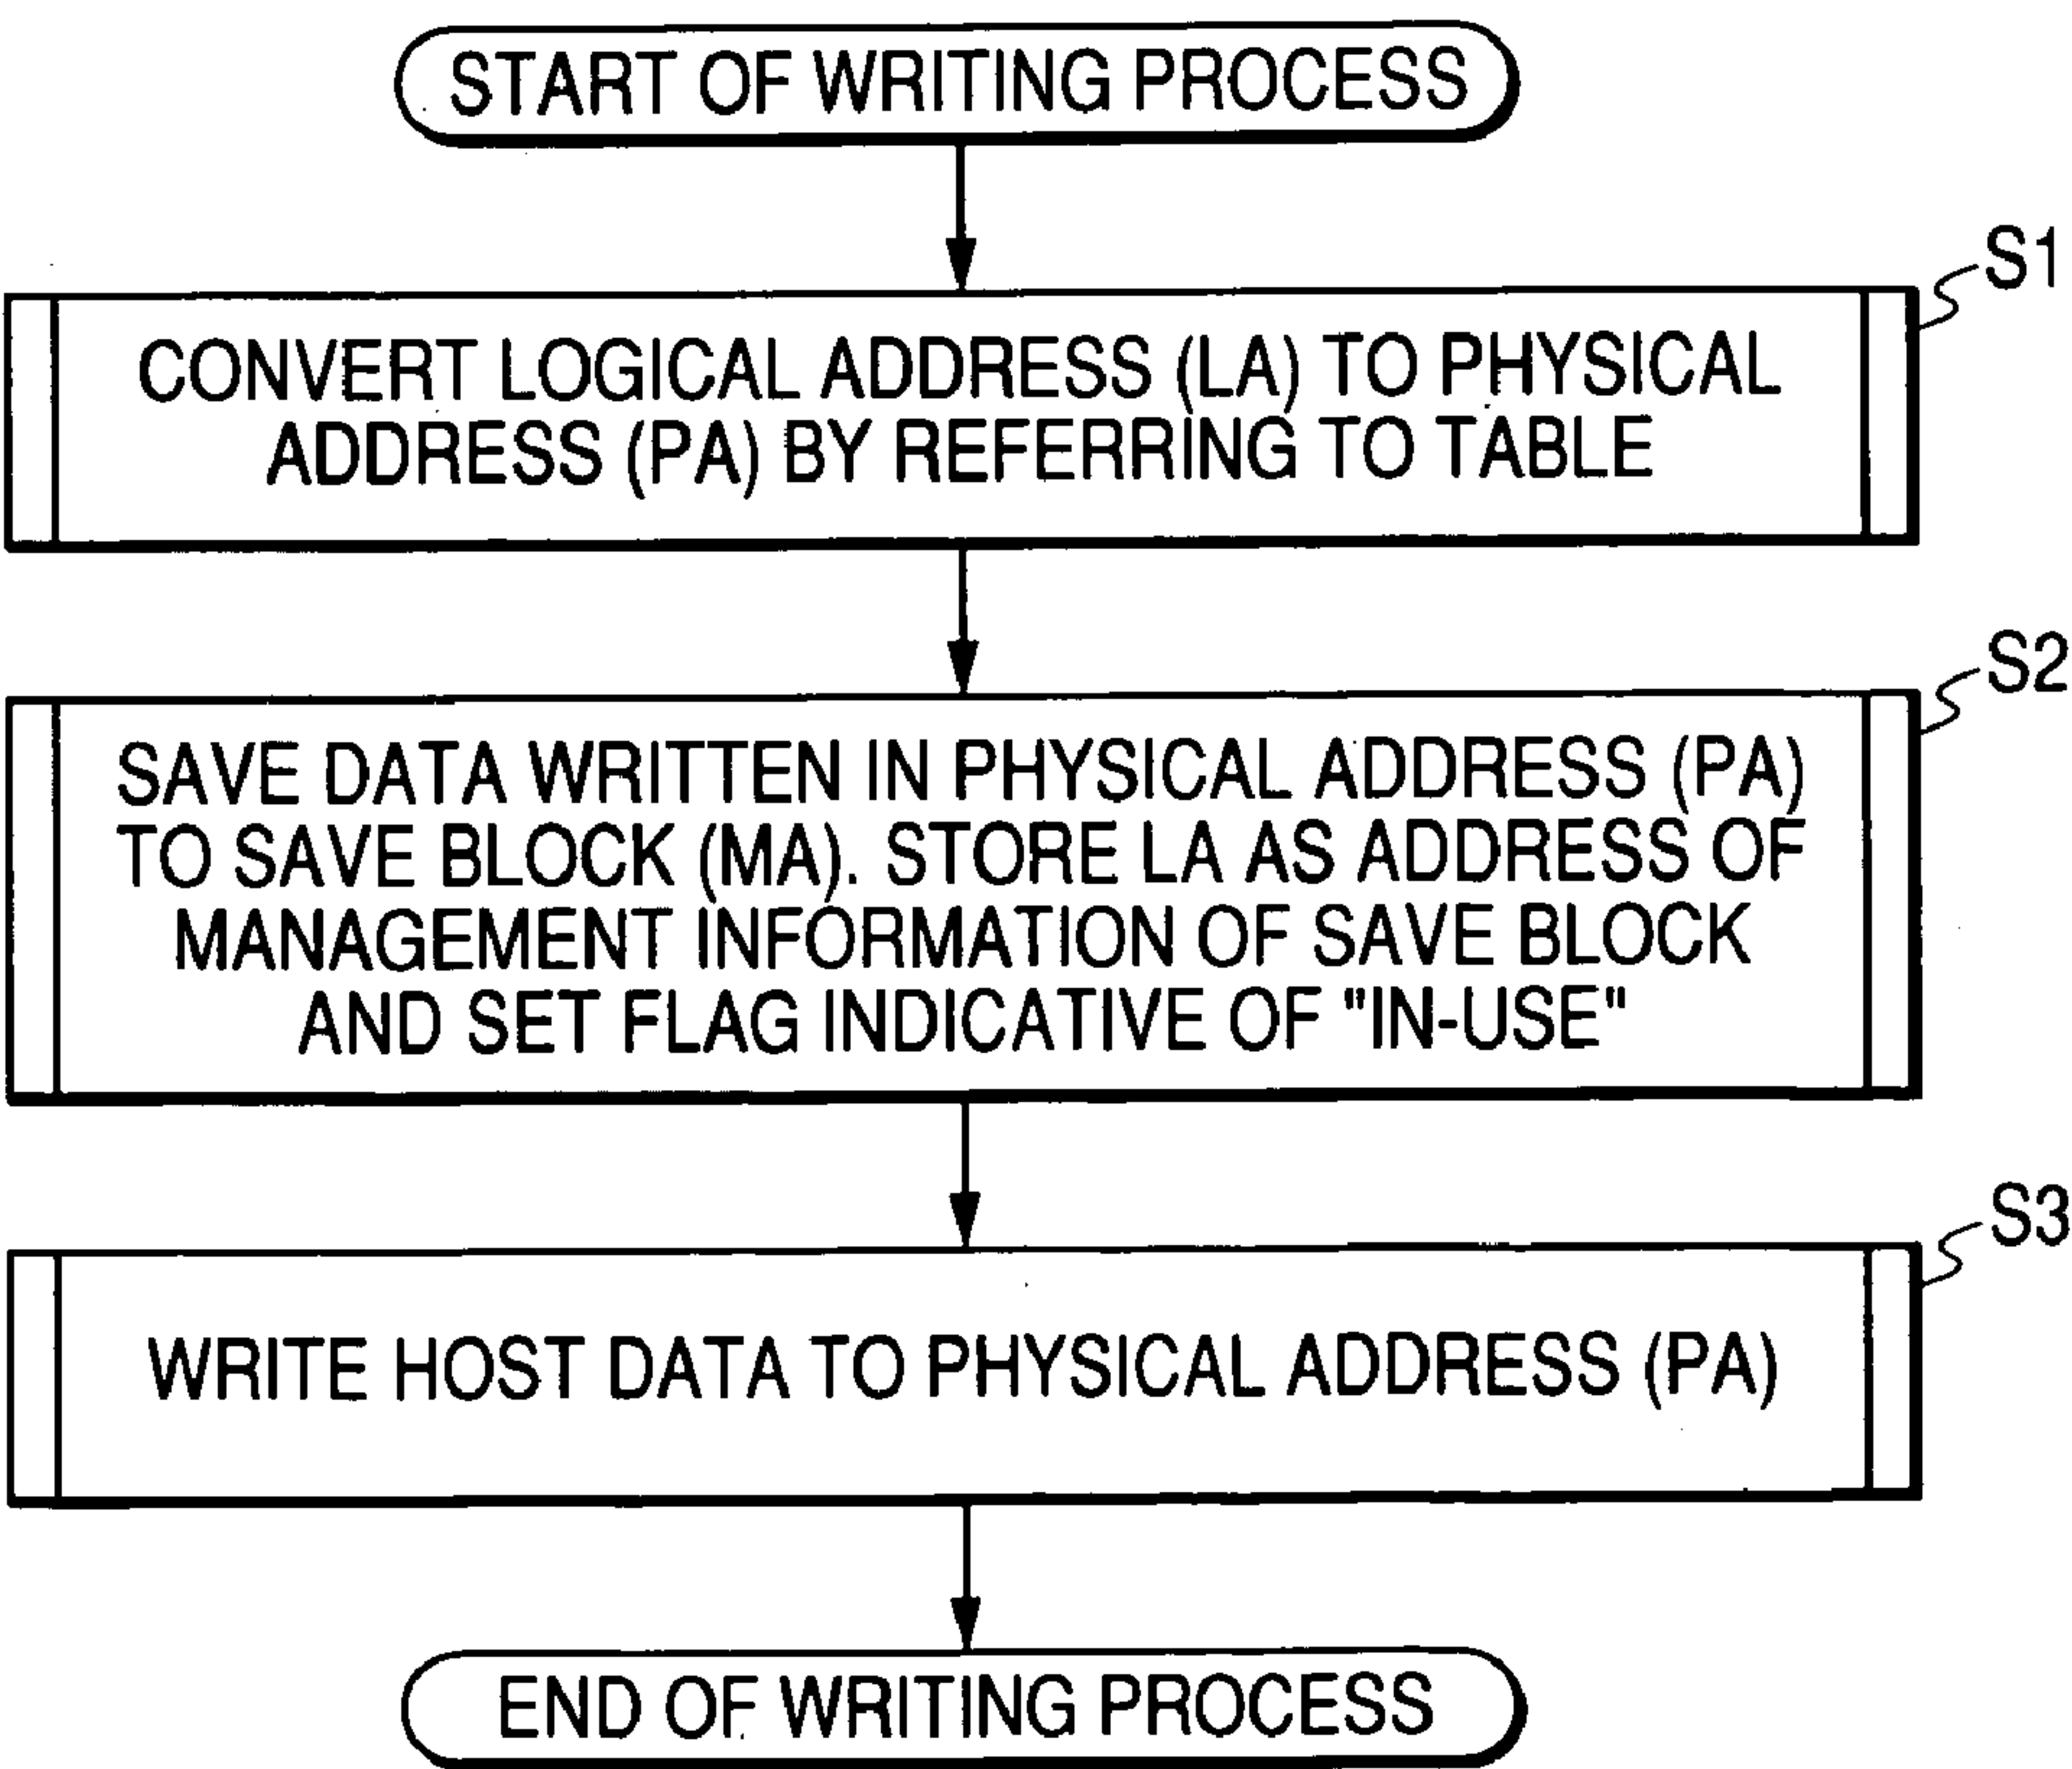 START OF WRITING PROCESS
S1
CONVERT LOGICAL ADDRESS (LA) TO PHYSICAL
ADDRESS (PA) BY REFERRING TO TABLE
S2
SAVE DATA WRITTEN IN PHYSICAL ADDRESS (PA)
TO SAVE BLOCK (MA). STORE LA AS ADDRESS OF
MANAGEMENT INFORMATION OF SAVE BLOCK
AND SET FLAG INDICATIVE OF "IN-USE"
S3
WRITE HOST DATA TO PHYSICAL ADDRESS (PA)
END OF WRITING PROCESS